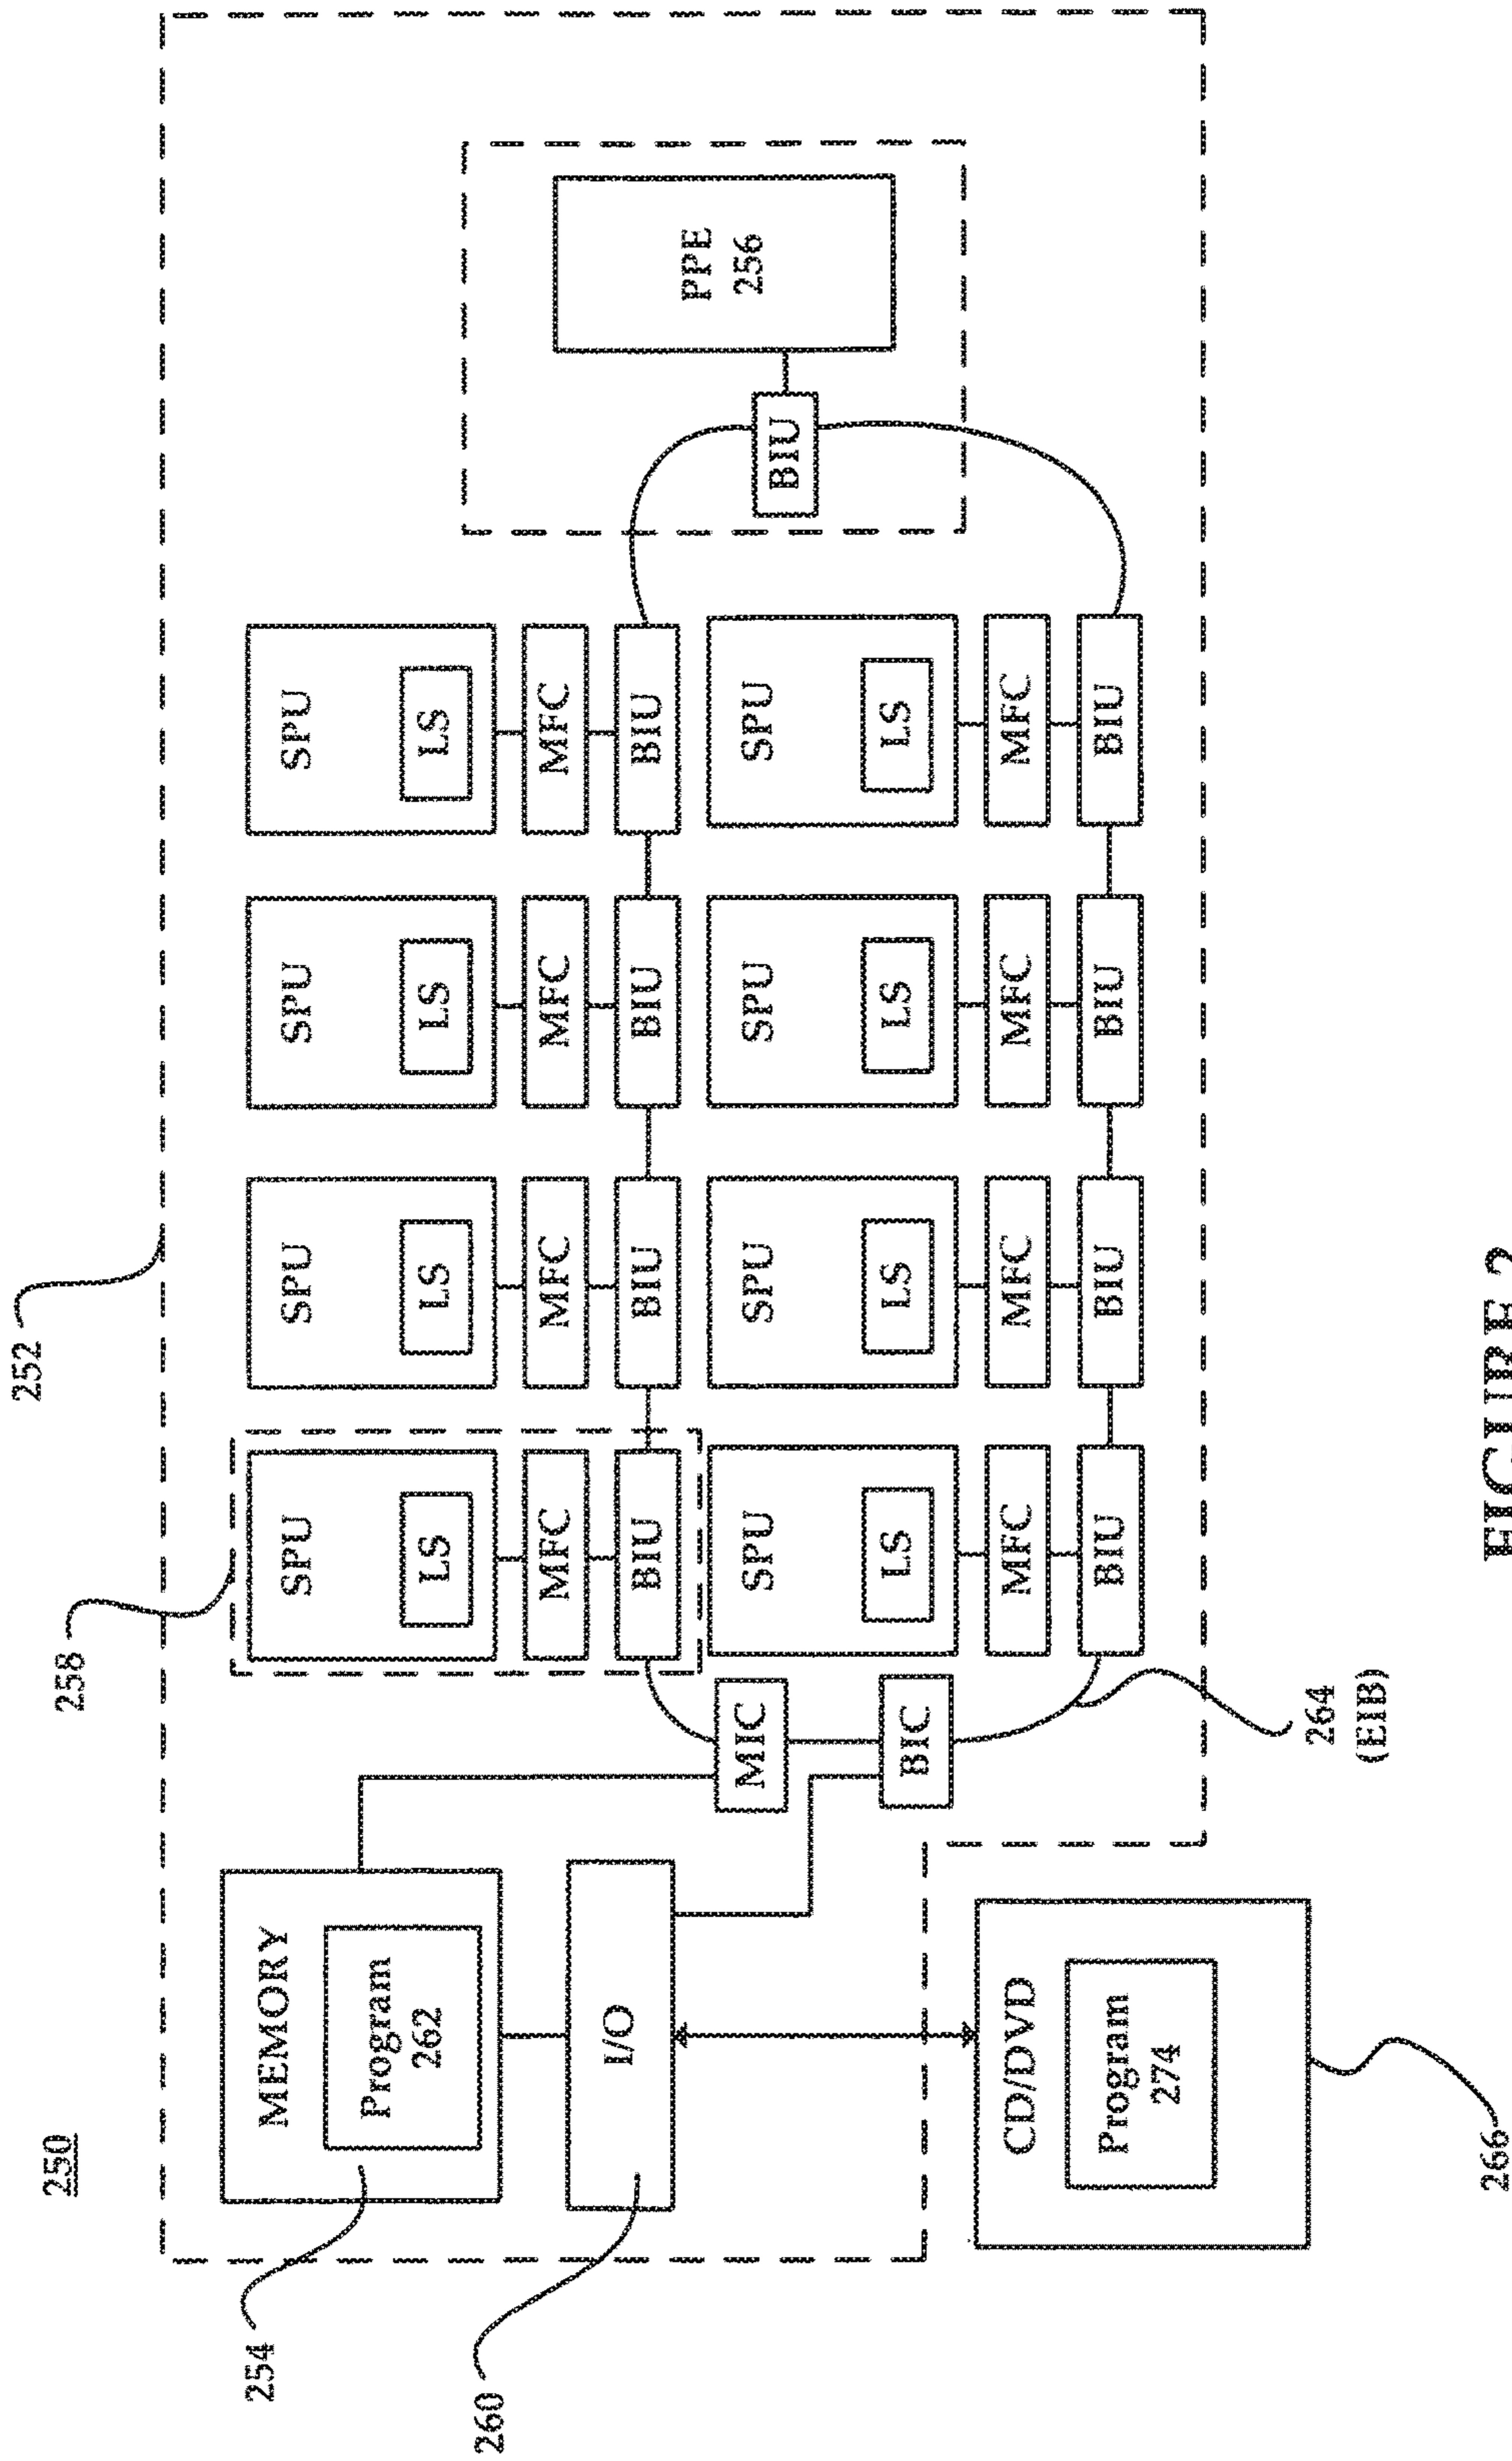 250
258
252
254
MEMORY
Program
262
SPU
SPU
SPU
SPU
LS
LS
LS
LS
260
I/O
MFC
MFC
MFC
MFC
BIU
BIU
BIU
BIU
PPE
256
BIU
MIC
SPU
SPU
SPU
SPU
LS
LS
LS
LS
BIC
MFC
MFC
MFC
MFC
BIU
BIU
BIU
BIU
CD/DVD
Program
274
264
(EIB)
266
FIGURE 2